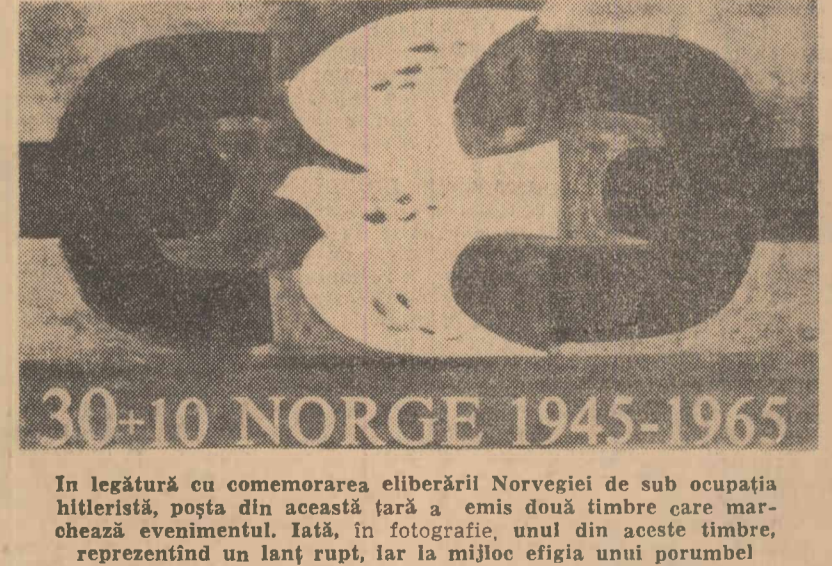 30+10 NORGE 1945-1965
In legătură cu comemorarea eliberării Norvegiei de sub ocupația
hitleristă, poșta din această țară a emis două timbre care mar-
chează evenimentul. Iată, în fotografie, unul din aceste timbre,
reprezentînd un lanț rupt, iar la mijloc efigia unui porumbel